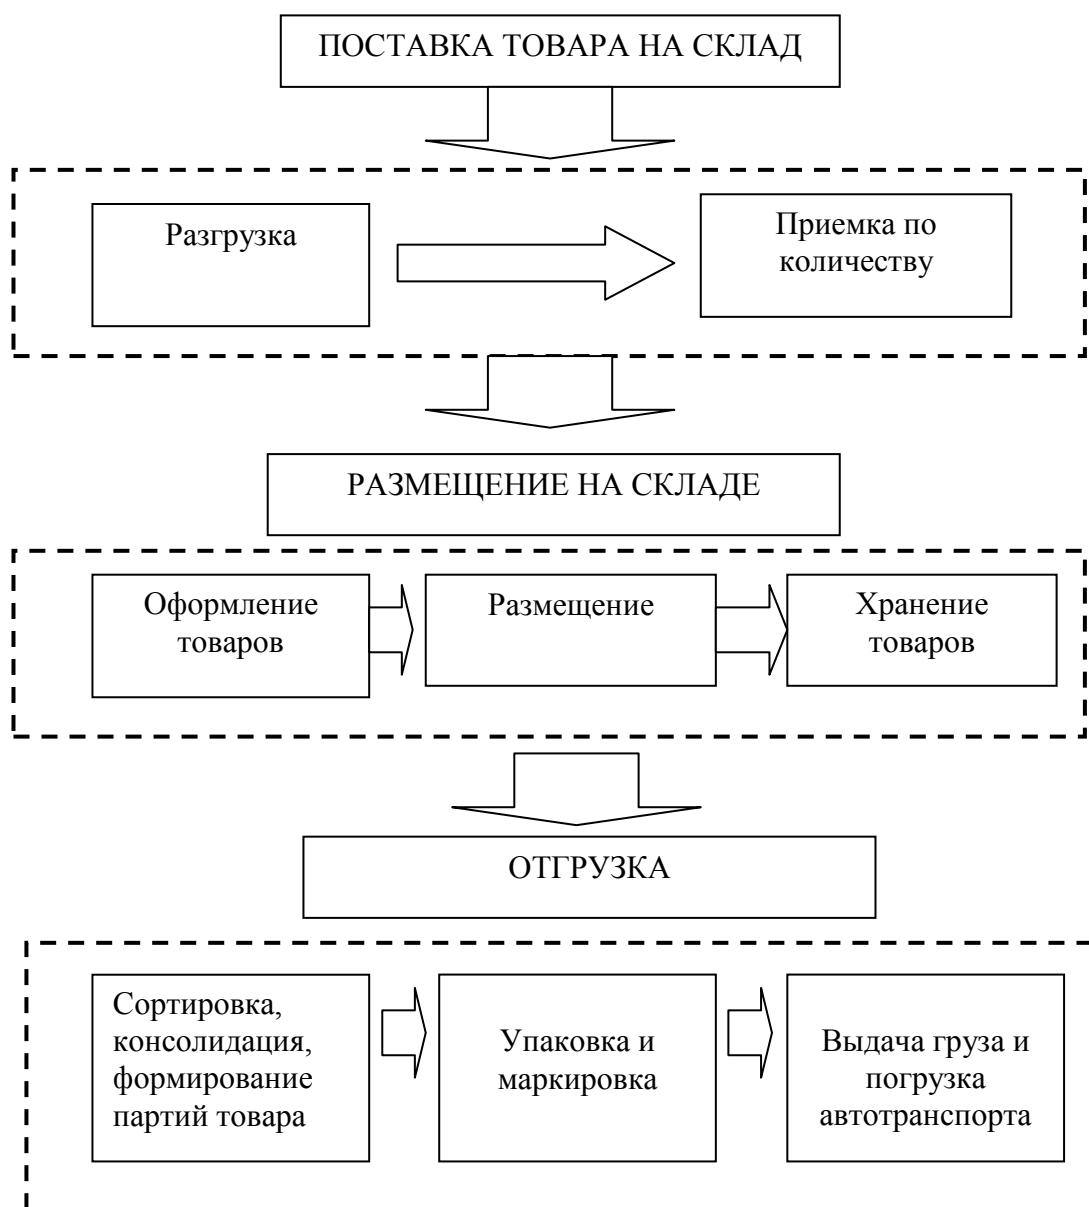 ПОСТАВКА ТОВАРА НА СКЛАД
Разгрузка
Приемка по
количеству
РАЗМЕЩЕНИЕ НА СКЛАДЕ
Оформление
товаров
Размещение
Хранение
товаров
ОТГРУЗКА
Сортировка,
консолидация,
формирование
партий товара
Упаковка и
маркировка
Выдача груза и
погрузка
автотранспорта